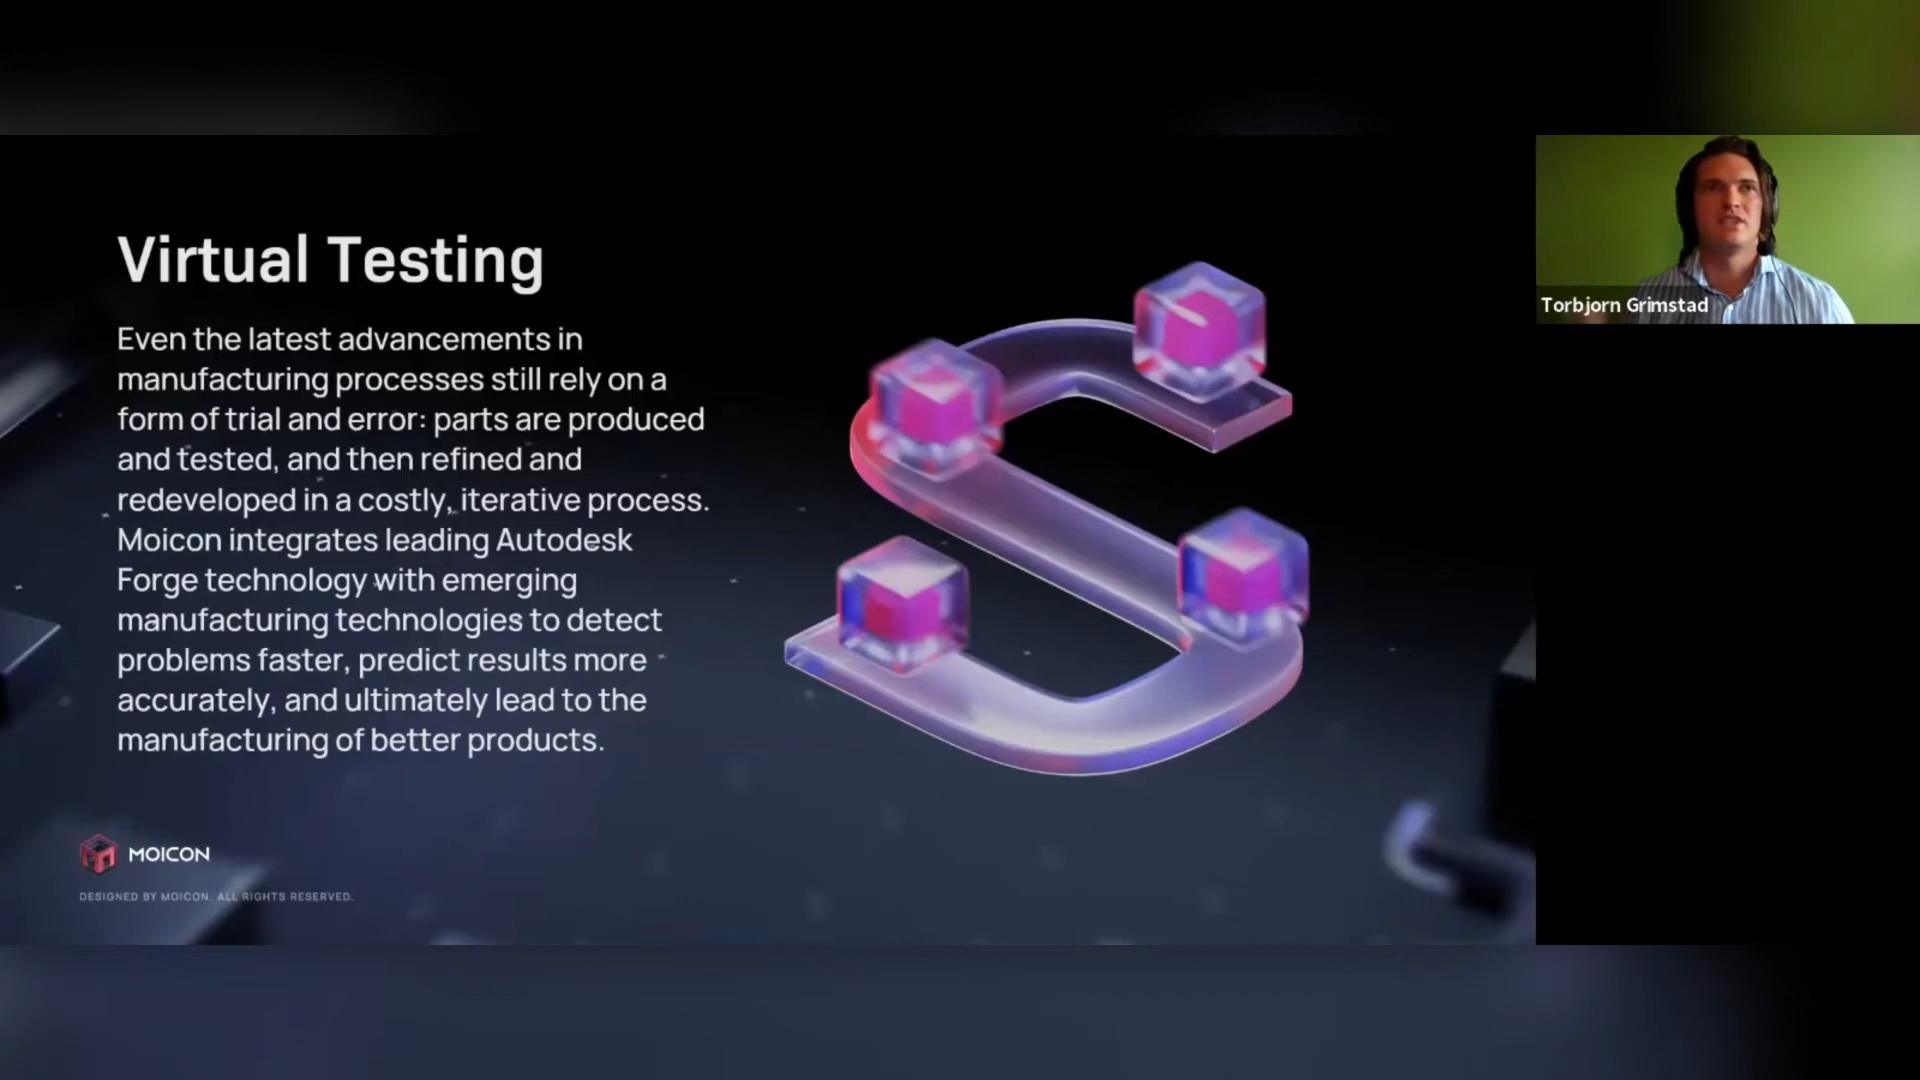 Virtual Testing
Even the latest advancements in
manufacturing processes still rely on a
form of trial and error: parts are produced
and tested, and then refined and
redeveloped in a costly, iterative process.
Moicon integrates leading Autodesk
Forge technology with emerging
manufacturing technologies to detect
problems faster, predict results more
accurately, and ultimately lead to the
manufacturing of better products.
MOICON
DESIGNED BY MOICON. ALL RIGHTS RESERVED.
Torbjorn Grimstad